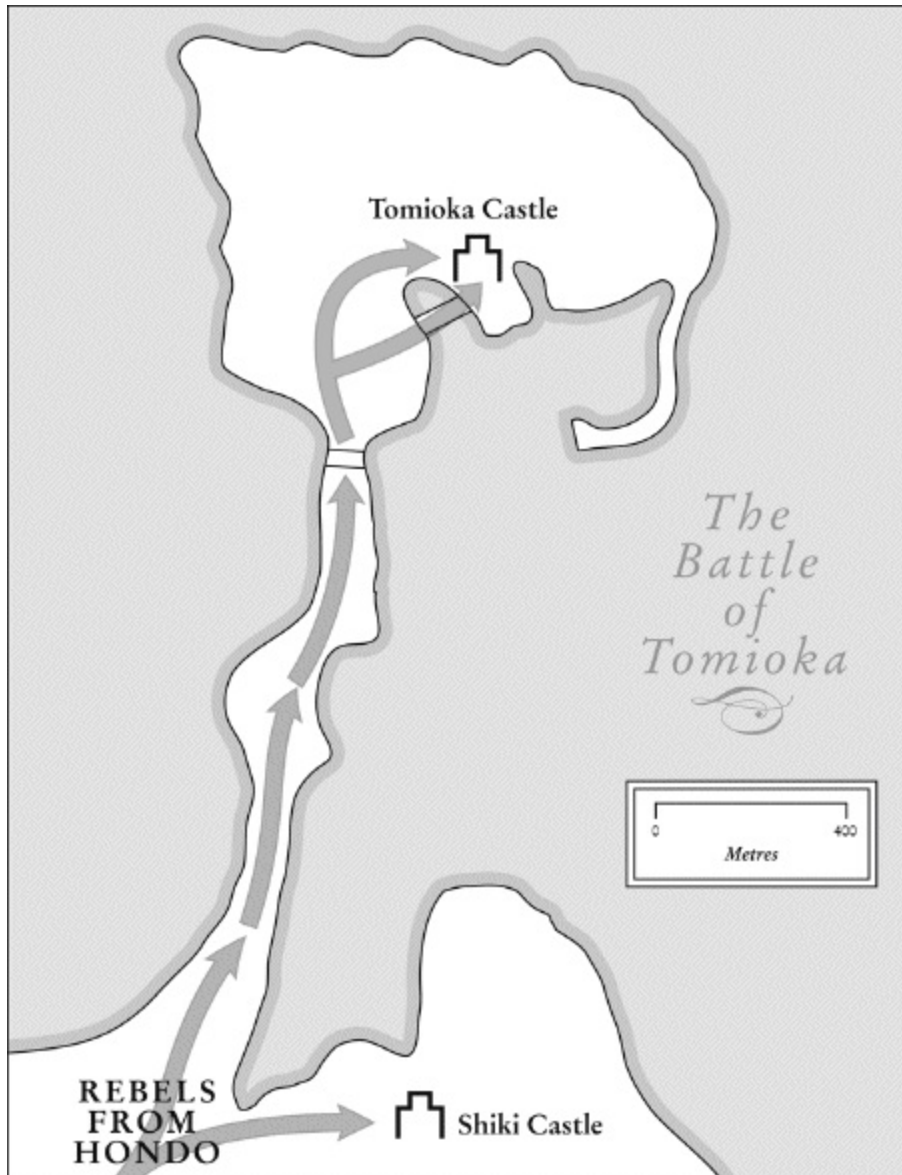 Tomioka Castle
The
Battle
of
Tomioka
0 400
Metres
REBELS
FROM
HONDO
Shiki Castle